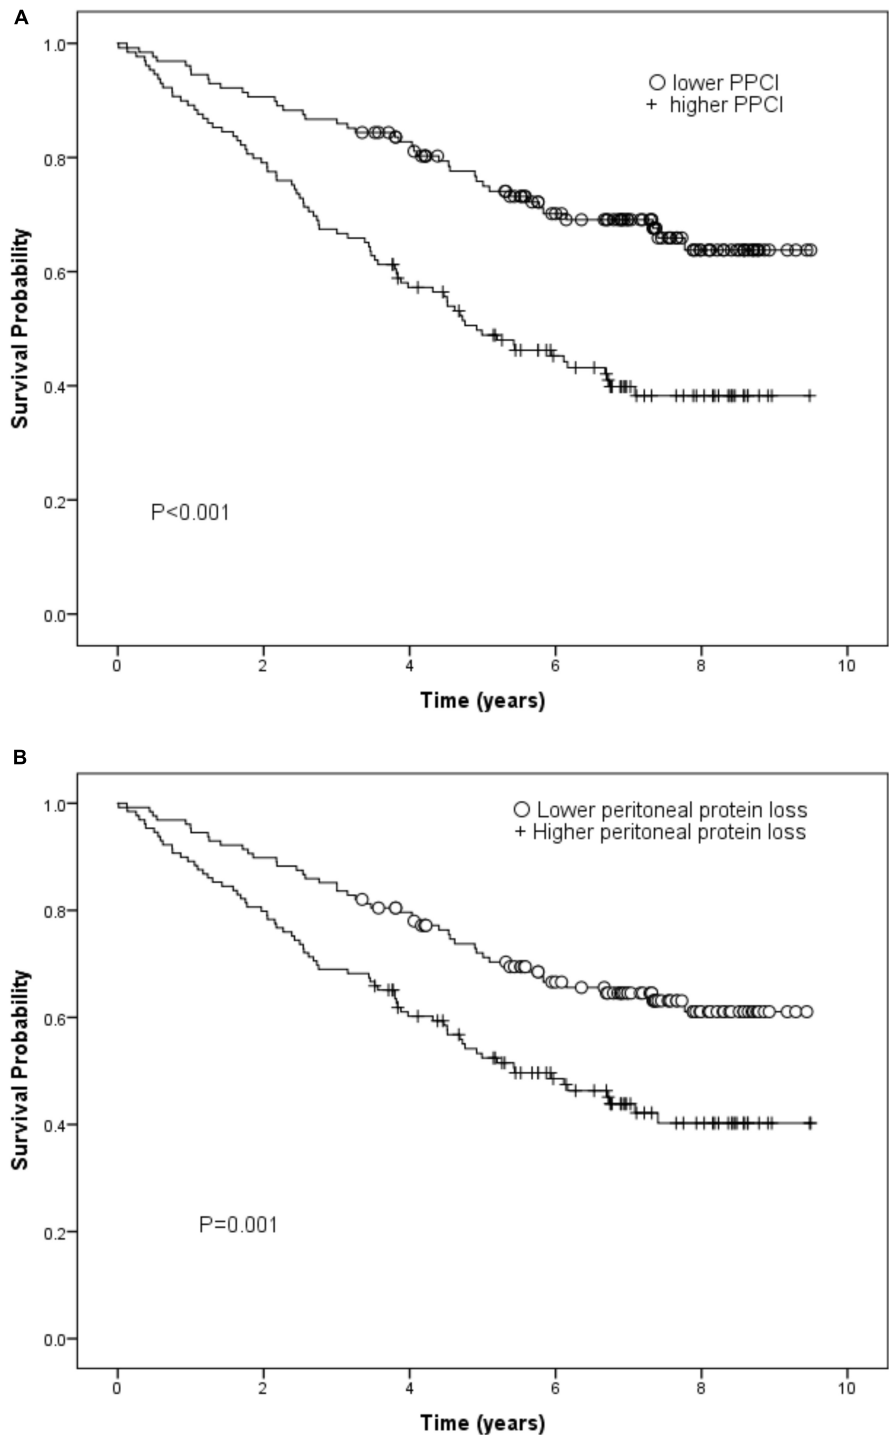 A
1.0
0.8
0.6
0.4
0.2
0.0
Survival Probability
lower PPCl
higher PPCl
P<0.001
0 2 4 6 8 10
Time (years)
B
1.0
0.8
0.6
0.4
0.2
0.0
Survival Probability
Lower peritoneal protein loss
Higher peritoneal protein loss
P=0.001
0 2 4 6 8 10
Time (years)